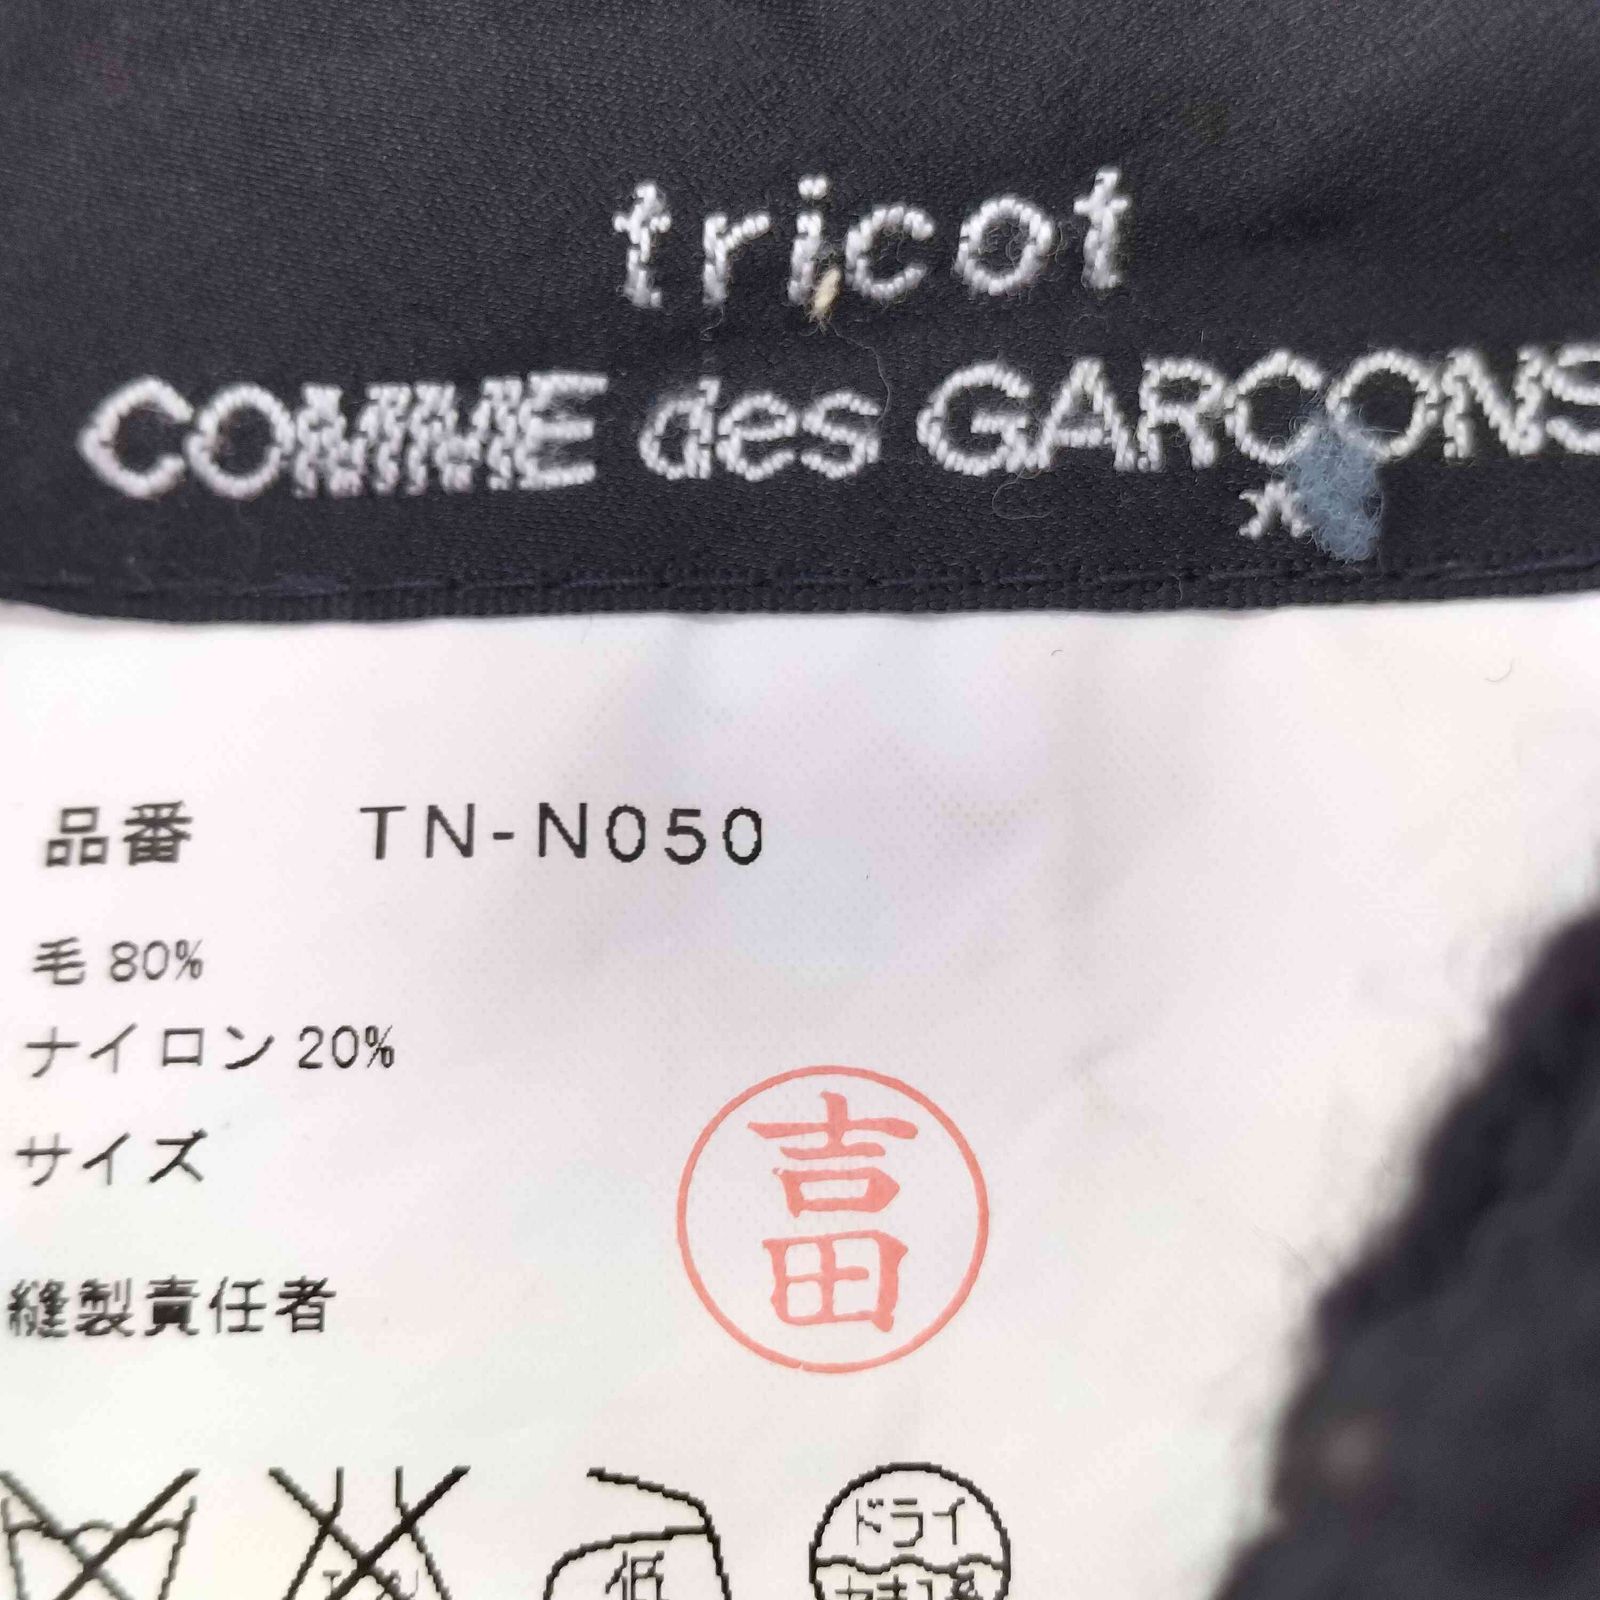 tricot
COMME des GARÇONS
品番 TN-N050
毛 80%
ナイロン 20%
サイズ
吉田
縫製責任者
低
ドライ